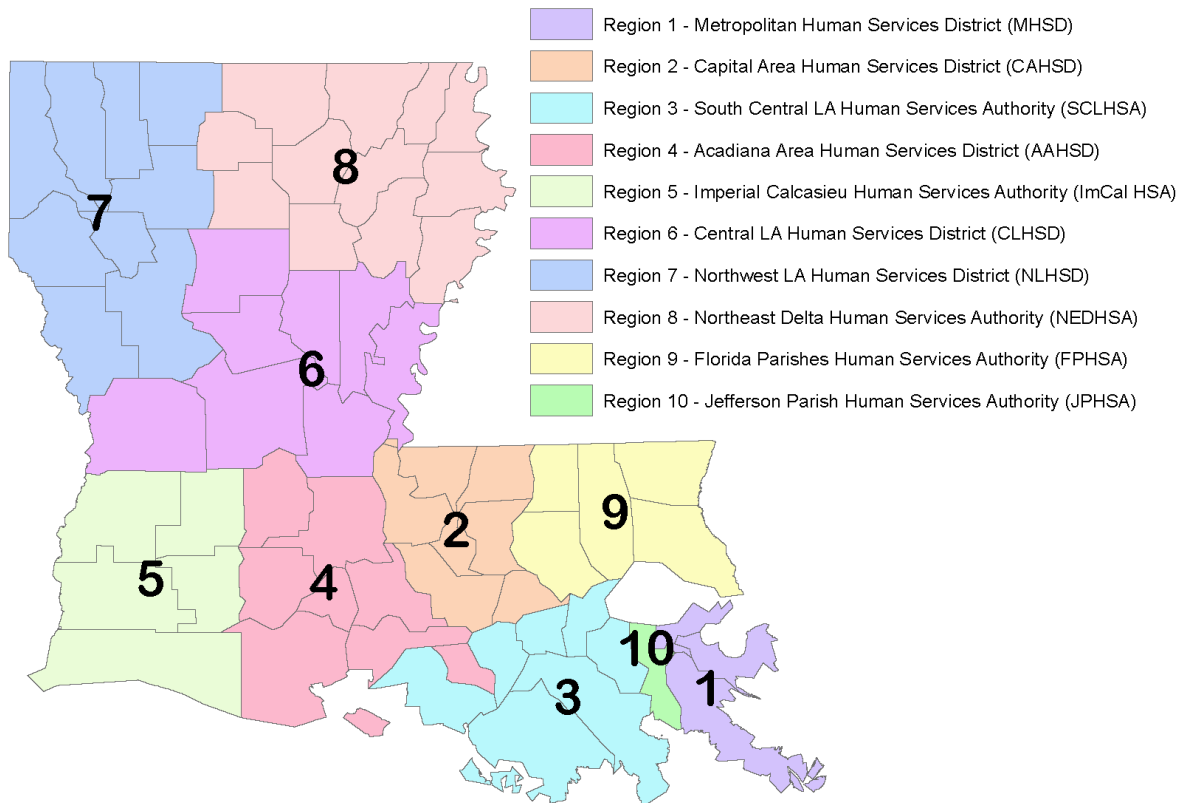 Region 1 - Metropolitan Human Services District (MHSD)
Region 2 - Capital Area Human Services District (CAHSD)
Region 3 - South Central LA Human Services Authority (SCLHSA)
Region 4 - Acadiana Area Human Services District (AAHSD)
Region 5 - Imperial Calcasieu Human Services Authority (ImCal HSA)
Region 6 - Central LA Human Services District (CLHSD)
Region 7 - Northwest LA Human Services District (NLHSD)
Region 8 - Northeast Delta Human Services Authority (NEDHSA)
Region 9 - Florida Parishes Human Services Authority (FPHSA)
Region 10 - Jefferson Parish Human Services Authority (JPHSA)
8
7
6
9
2
5
4
10
1
3